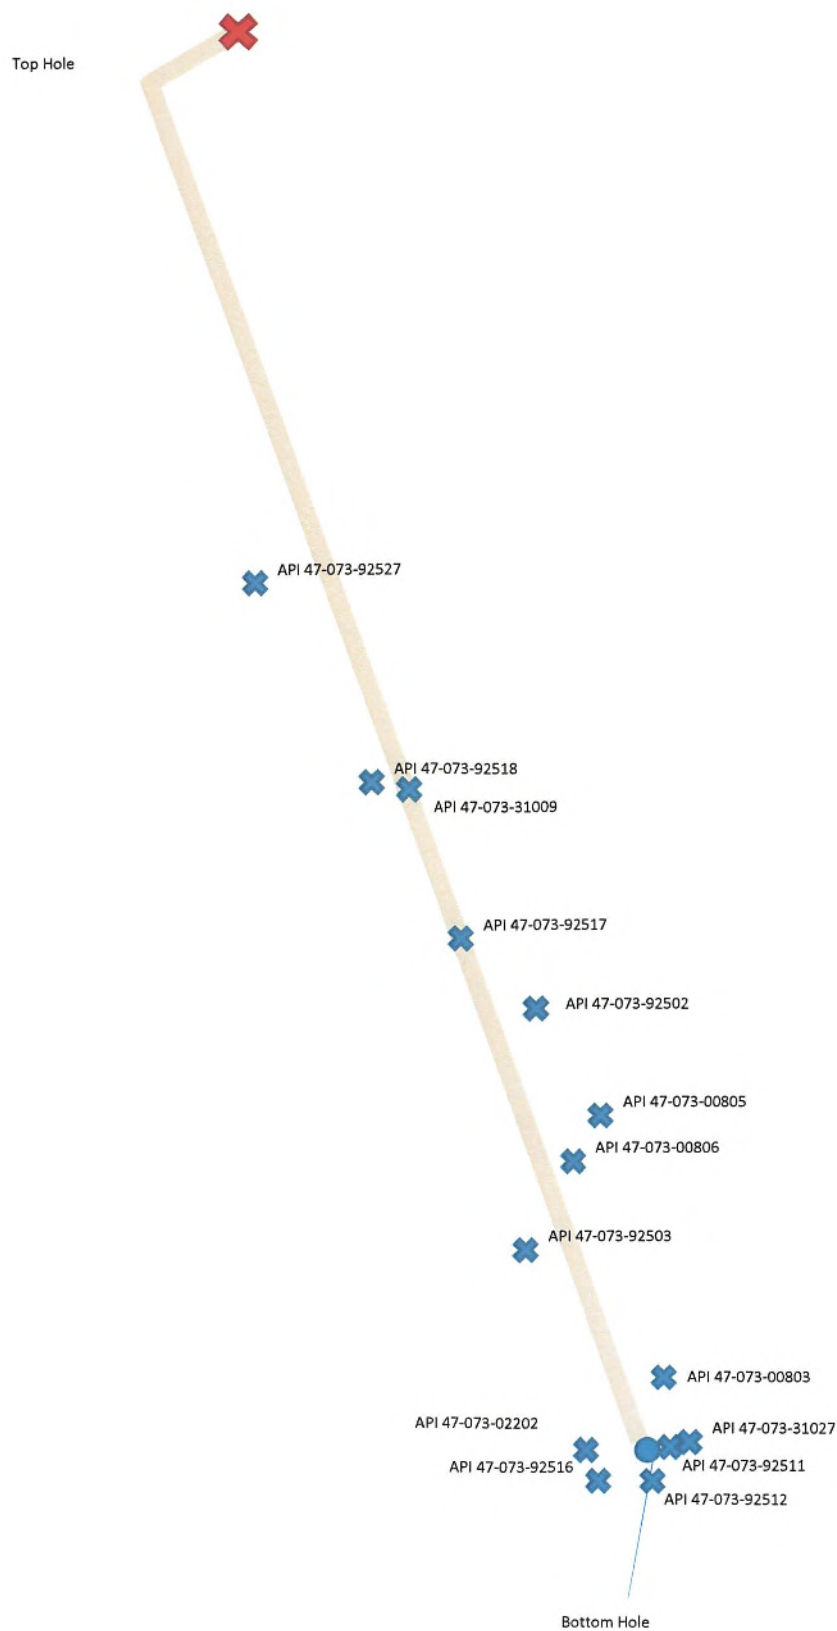 Top Hole
API 47-073-92527
API 47-073-92518
API 47-073-31009
API 47-073-92517
API 47-073-92502
API 47-073-00805
API 47-073-00806
API 47-073-92503
API 47-073-00803
API 47-073-02202
API 47-073-31027
API 47-073-92516
API 47-073-92511
API 47-073-92512
Bottom Hole